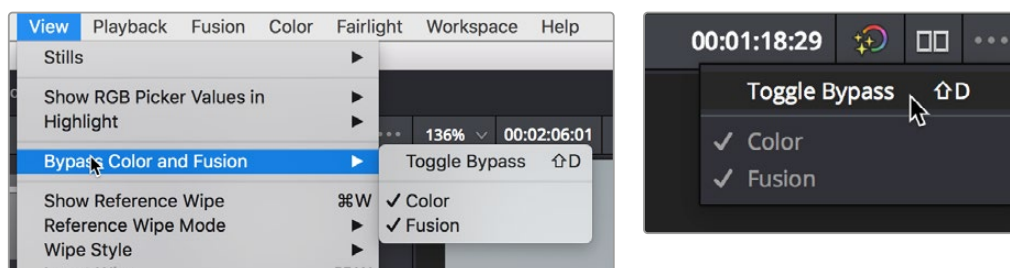 View Playback Fusion Color Fairlight Workspace Help
Stills
Show RGB Picker Values in
Highlight
136% 00:02:06:01
Bypass Color and Fusion
Toggle Bypass ⇧D
Show Reference Wipe ⌘W
✓ Color
Reference Wipe Mode
✓ Fusion
Wipe Style
00:01:18:29
Toggle Bypass ⇧D
✓ Color
✓ Fusion